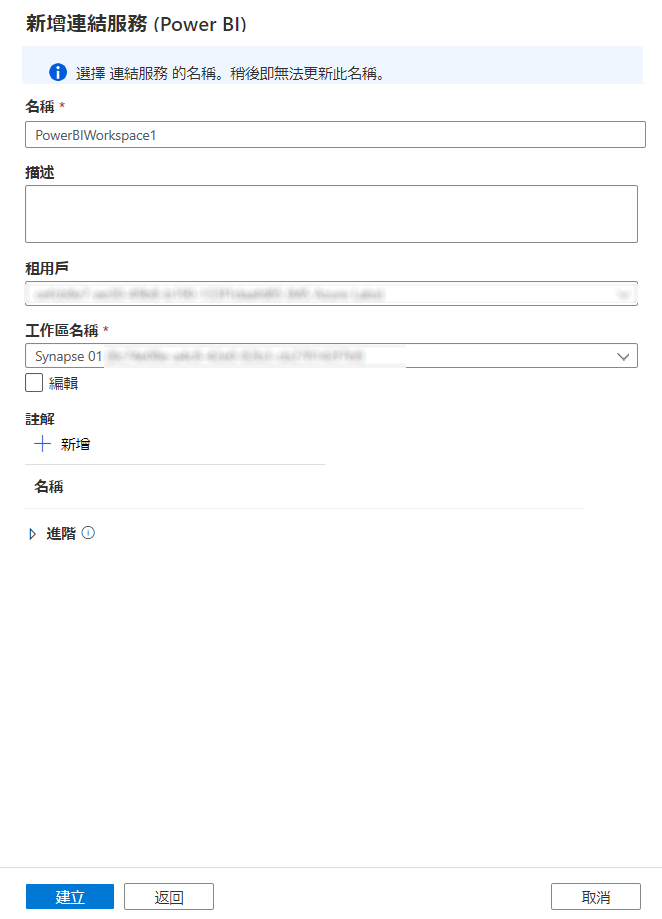 新增連結服務 (Power BI)
選擇 連結服務 的名稱。稍後即無法更新此名稱。
名稱 *
PowerBIWorkspace1
描述
租用戶
工作區名稱 *
Synapse 01
編輯
註解
新增
名稱
進階
建立
返回
取消